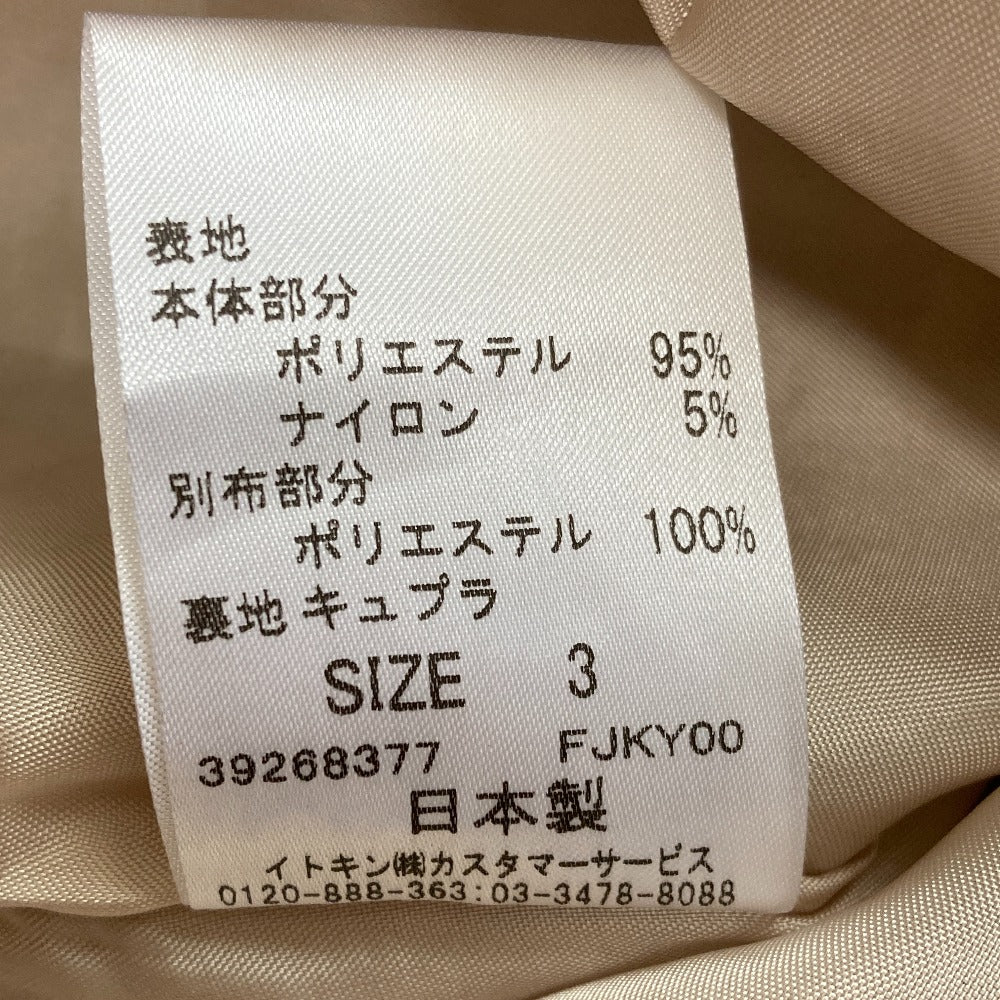 表地
本体部分
ポリエステル 95%
ナイロン 5%
別布部分
ポリエステル 100%
裏地 キュプラ
SIZE 3
39268377 FJKY00
日本製
イトキン㈱カスタマーサービス
0120-888-363:03-3478-8088